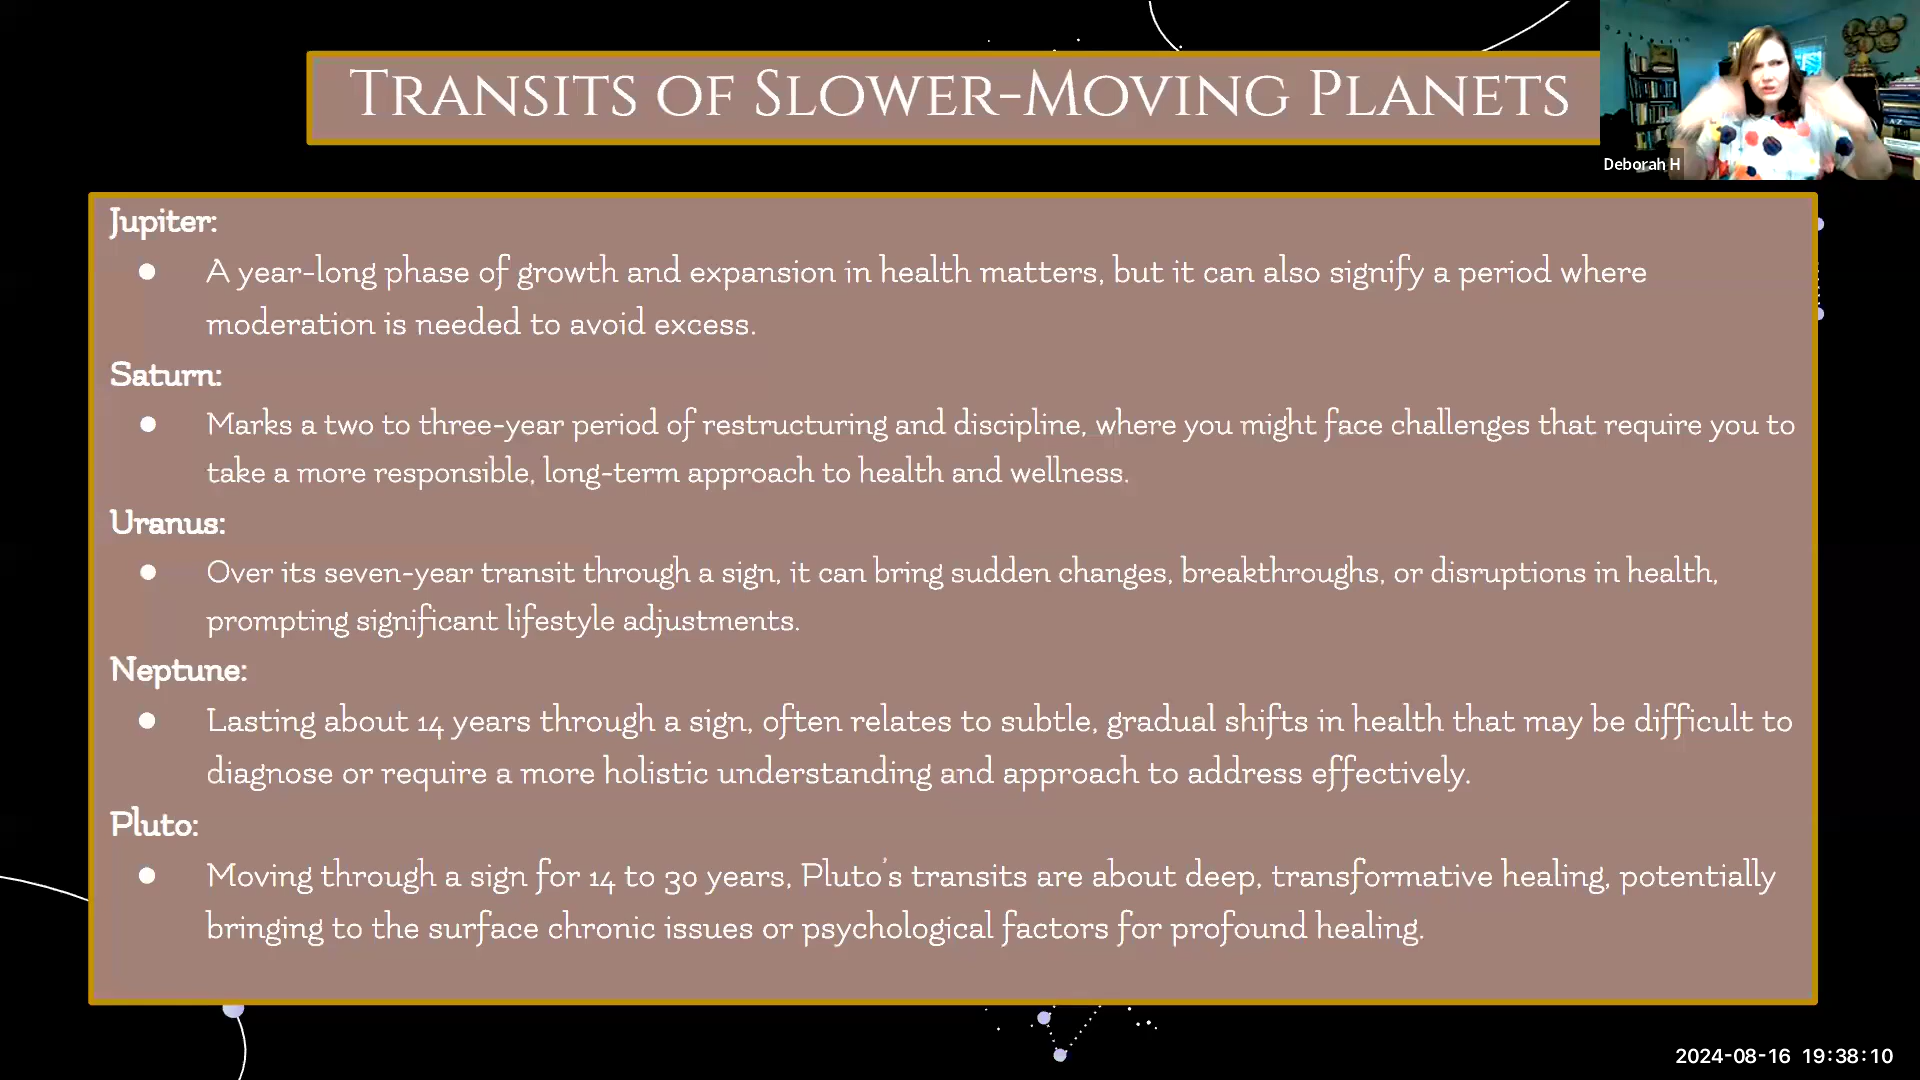 Transits of Slower-Moving Planets
Deborah H
Jupiter:
● A year-long phase of growth and expansion in health matters, but it can also signify a period where
moderation is needed to avoid excess.
Saturn:
● Marks a two to three-year period of restructuring and discipline, where you might face challenges that require you to
take a more responsible, long-term approach to health and wellness.
Uranus:
● Over its seven-year transit through a sign, it can bring sudden changes, breakthroughs, or disruptions in health,
prompting significant lifestyle adjustments.
Neptune:
● Lasting about 14 years through a sign, often relates to subtle, gradual shifts in health that may be difficult to
diagnose or require a more holistic understanding and approach to address effectively.
Pluto:
● Moving through a sign for 14 to 30 years, Pluto's transits are about deep, transformative healing, potentially
bringing to the surface chronic issues or psychological factors for profound healing.
2024-08-16 19:38:10